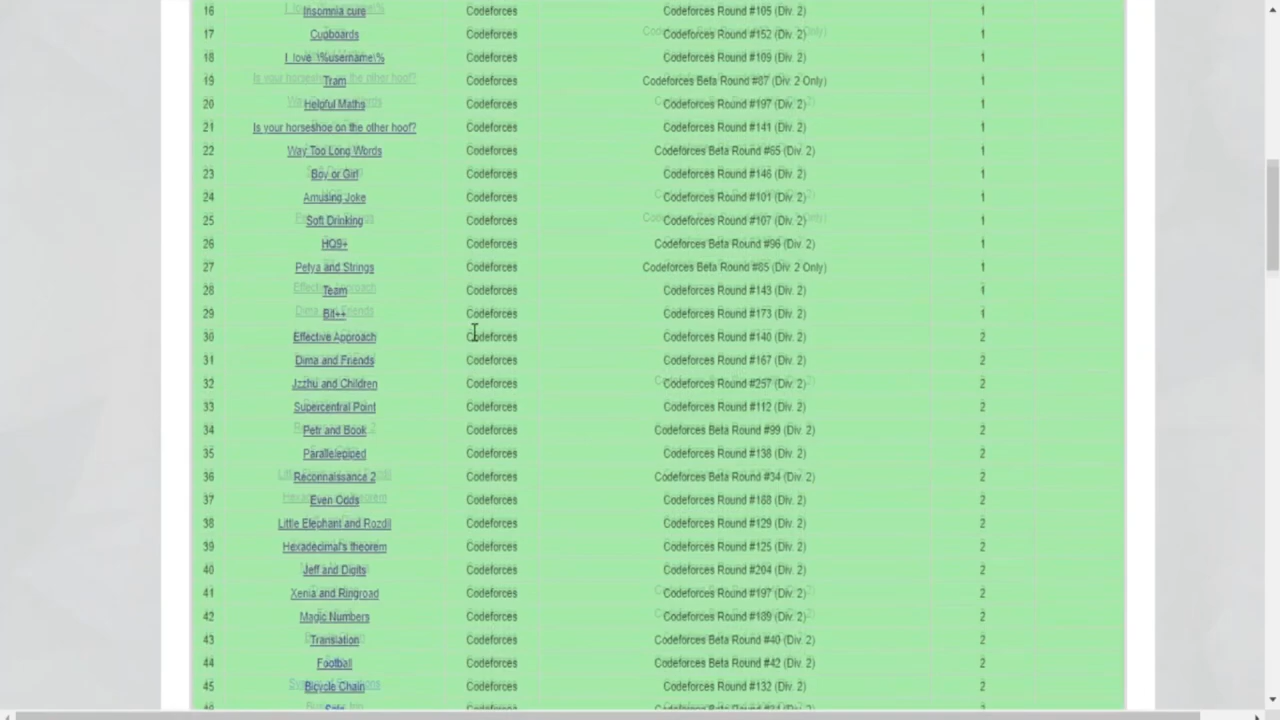 16 Insomnia cure Codeforces Codeforces Round #105 (Div. 2) 1
17 Cupboards Codeforces Codeforces Round #152 (Div. 2) 1
18 I_love_\%username\% Codeforces Codeforces Round #109 (Div. 2) 1
19 Tram Codeforces Codeforces Beta Round #87 (Div. 2 Only) 1
20 Helpful Maths Codeforces Codeforces Round #197 (Div. 2) 1
21 Is your horseshoe on the other hoof? Codeforces Codeforces Round #141 (Div. 2) 1
22 Way Too Long Words Codeforces Codeforces Beta Round #65 (Div. 2) 1
23 Boy or Girl Codeforces Codeforces Round #146 (Div. 2) 1
24 Amusing Joke Codeforces Codeforces Round #101 (Div. 2) 1
25 Soft Drinking Codeforces Codeforces Round #107 (Div. 2) 1
26 HQ9+ Codeforces Codeforces Beta Round #96 (Div. 2) 1
27 Petya and Strings Codeforces Codeforces Beta Round #85 (Div. 2 Only) 1
28 Team Codeforces Codeforces Round #143 (Div. 2) 1
29 Bit++ Codeforces Codeforces Round #173 (Div. 2) 1
30 Effective Approach Codeforces Codeforces Round #140 (Div. 2) 2
31 Dima and Friends Codeforces Codeforces Round #167 (Div. 2) 2
32 Jzzhu and Children Codeforces Codeforces Round #257 (Div. 2) 2
33 Supercentral Point Codeforces Codeforces Round #112 (Div. 2) 2
34 Petr and Book Codeforces Codeforces Beta Round #99 (Div. 2) 2
35 Parallelepiped Codeforces Codeforces Round #138 (Div. 2) 2
36 Reconnaissance 2 Codeforces Codeforces Beta Round #34 (Div. 2) 2
37 Even Odds Codeforces Codeforces Round #188 (Div. 2) 2
38 Little Elephant and Rozdil Codeforces Codeforces Round #129 (Div. 2) 2
39 Hexadecimal's theorem Codeforces Codeforces Round #125 (Div. 2) 2
40 Jeff and Digits Codeforces Codeforces Round #204 (Div. 2) 2
41 Xenia and Ringroad Codeforces Codeforces Round #197 (Div. 2) 2
42 Magic Numbers Codeforces Codeforces Round #189 (Div. 2) 2
43 Translation Codeforces Codeforces Beta Round #40 (Div. 2) 2
44 Football Codeforces Codeforces Beta Round #42 (Div. 2) 2
45 Bicycle Chain Codeforces Codeforces Round #132 (Div. 2) 2